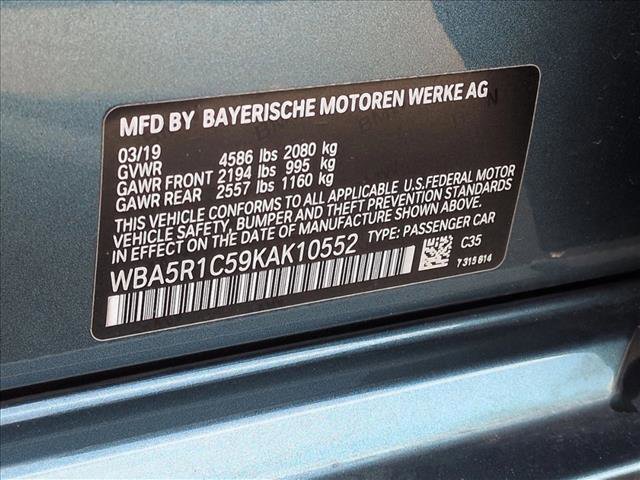 MFD BY BAYERISCHE MOTOREN WERKE AG
03/19
GVWR 4586 lbs 2080 kg
GAWR FRONT 2194 lbs 995 kg
GAWR REAR 2557 lbs 1160 kg
THIS VEHICLE CONFORMS TO ALL APPLICABLE U.S.FEDERAL MOTOR
VEHICLE SAFETY, BUMPER AND THEFT PREVENTION STANDARDS
IN EFFECT ON THE DATE OF MANUFACTURE SHOWN ABOVE.
WBA5R1C59KAK10552 TYPE: PASSENGER CAR
C35
7 315 814